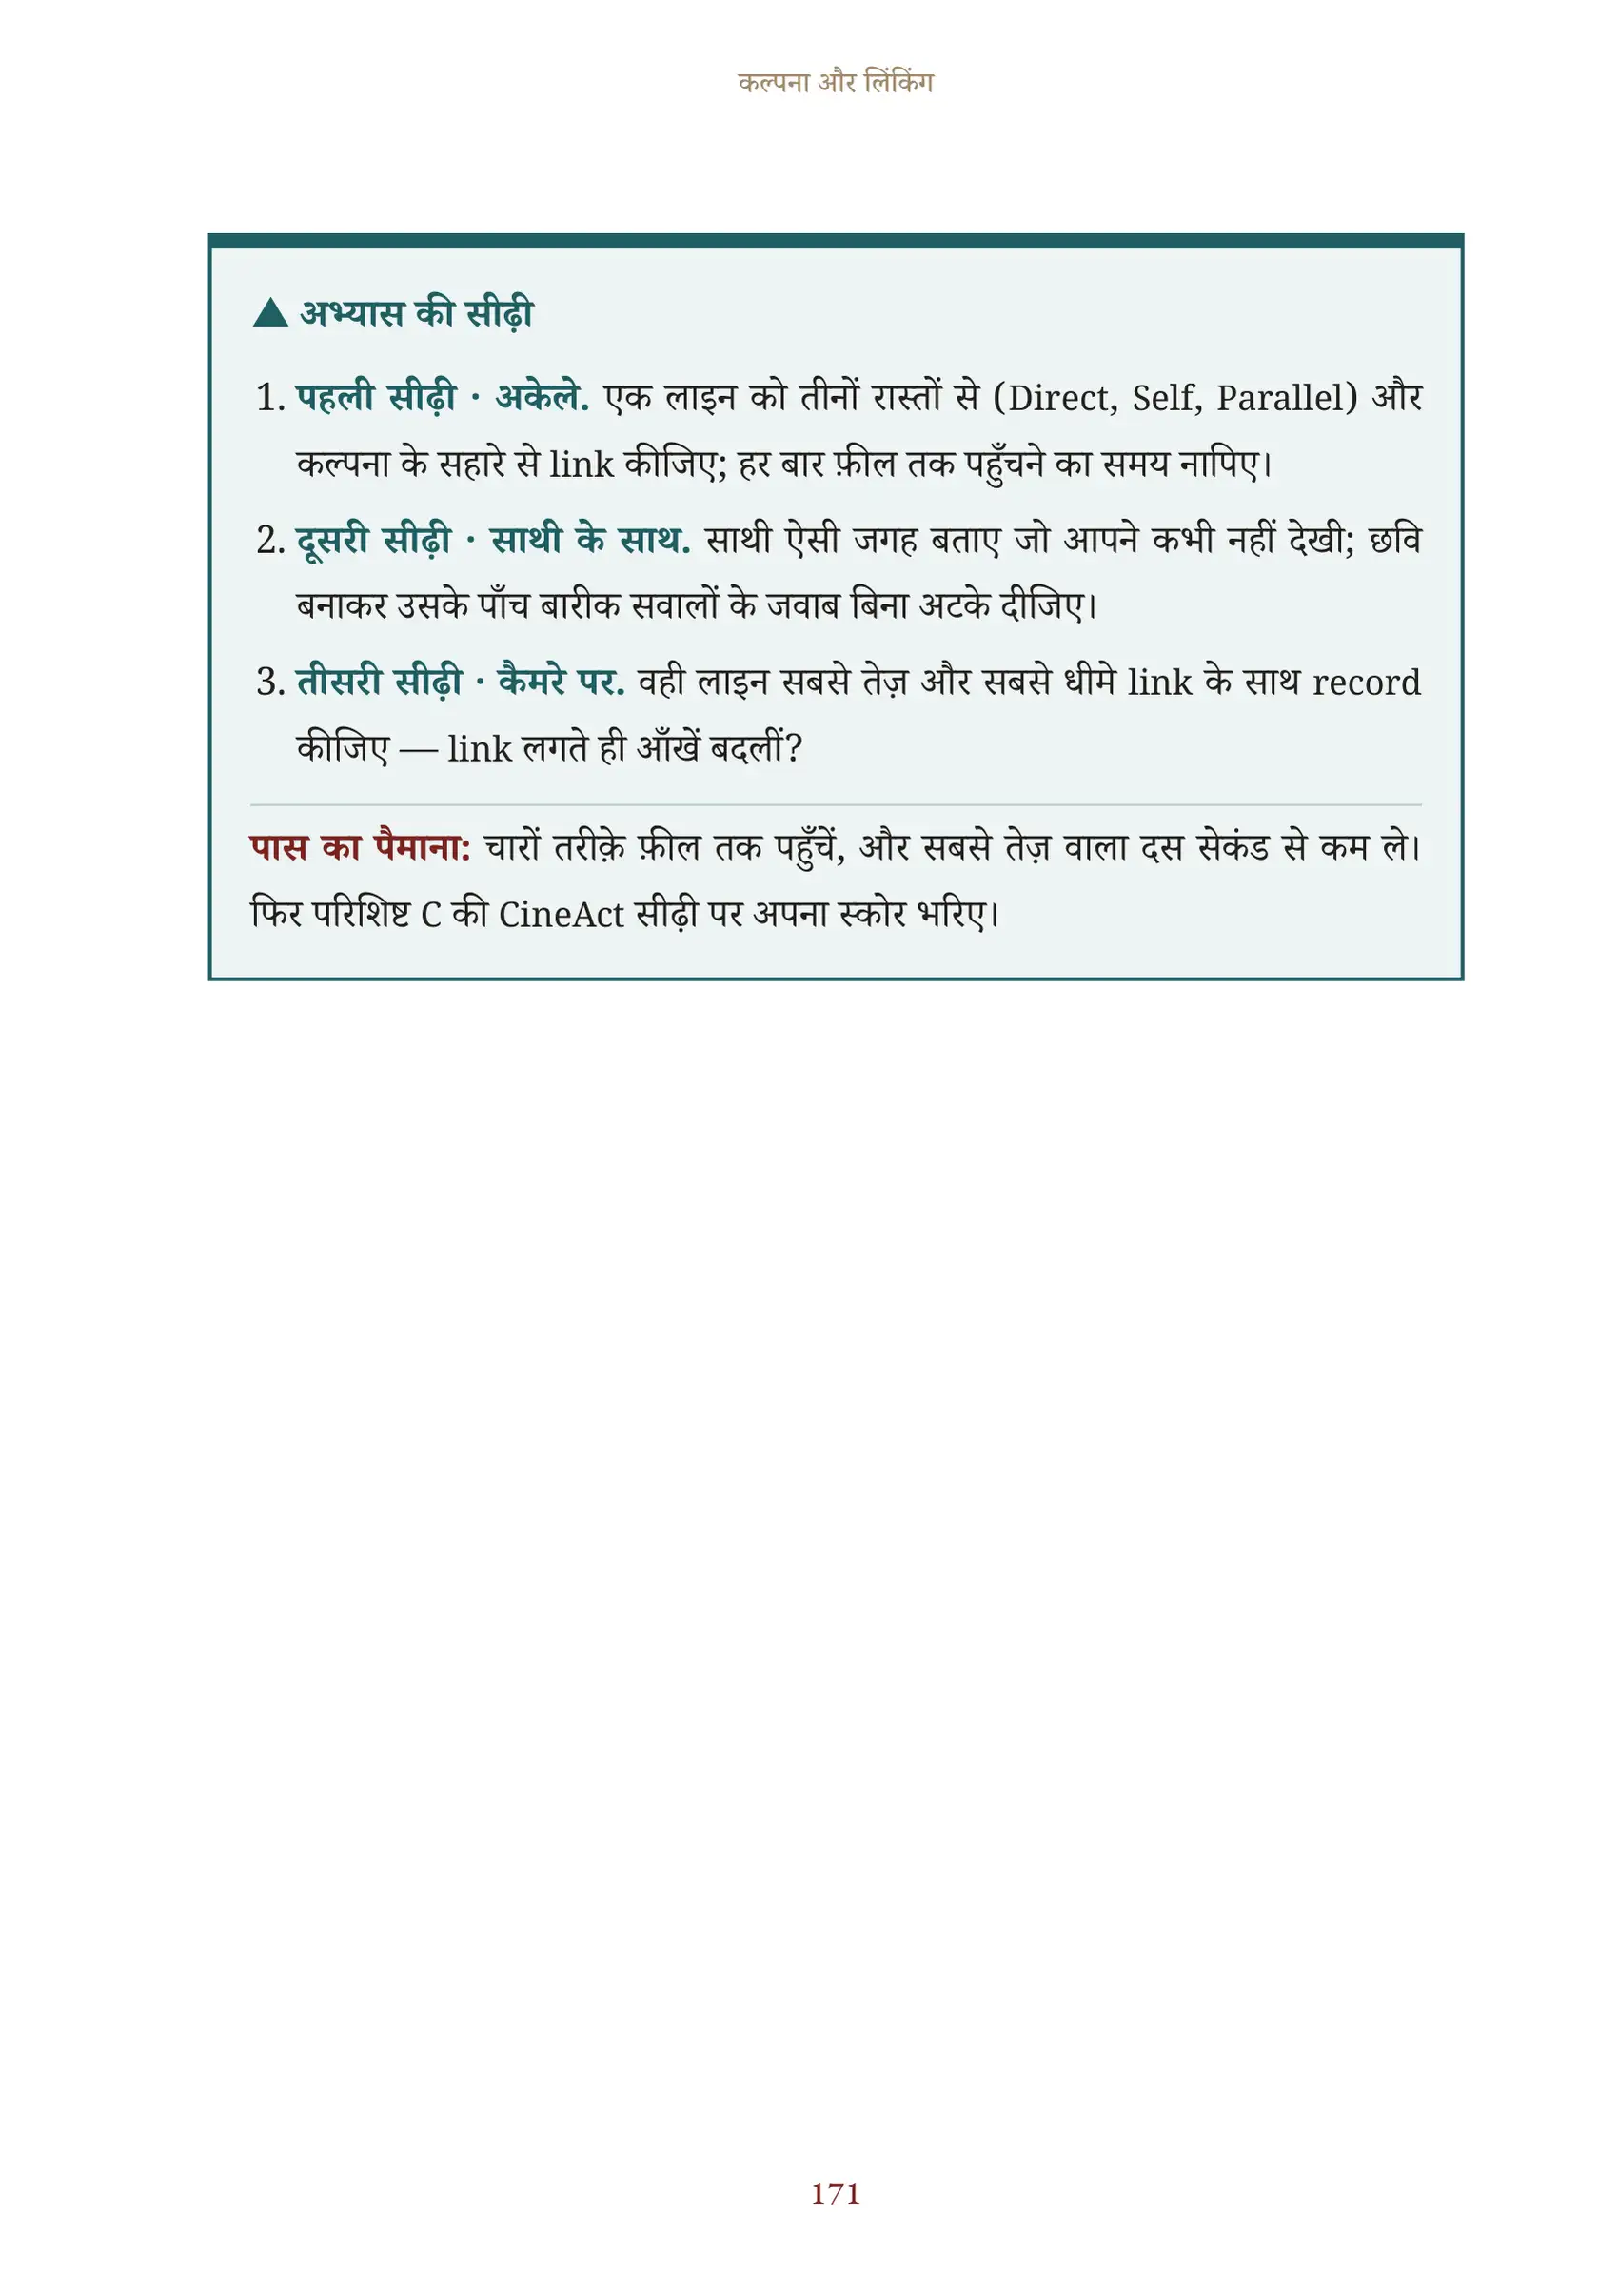 कल्पना और लिंकिंग
▲ अभ्यास की सीढ़ी
1. पहली सीढ़ी · अकेले. एक लाइन को तीनों रास्तों से (Direct, Self, Parallel) और
कल्पना के सहारे से link कीजिए; हर बार फ़ील तक पहुँचने का समय नापिए।
2. दूसरी सीढ़ी · साथी के साथ. साथी ऐसी जगह बताए जो आपने कभी नहीं देखी; छवि
बनाकर उसके पाँच बारीक सवालों के जवाब बिना अटके दीजिए।
3. तीसरी सीढ़ी · कैमरे पर. वही लाइन सबसे तेज़ और सबसे धीमे link के साथ record
कीजिए — link लगते ही आँखें बदलीं?
पास का पैमाना: चारों तरीक़े फ़ील तक पहुँचें, और सबसे तेज़ वाला दस सेकंड से कम ले।
फिर परिशिष्ट C की CineAct सीढ़ी पर अपना स्कोर भरिए।
171